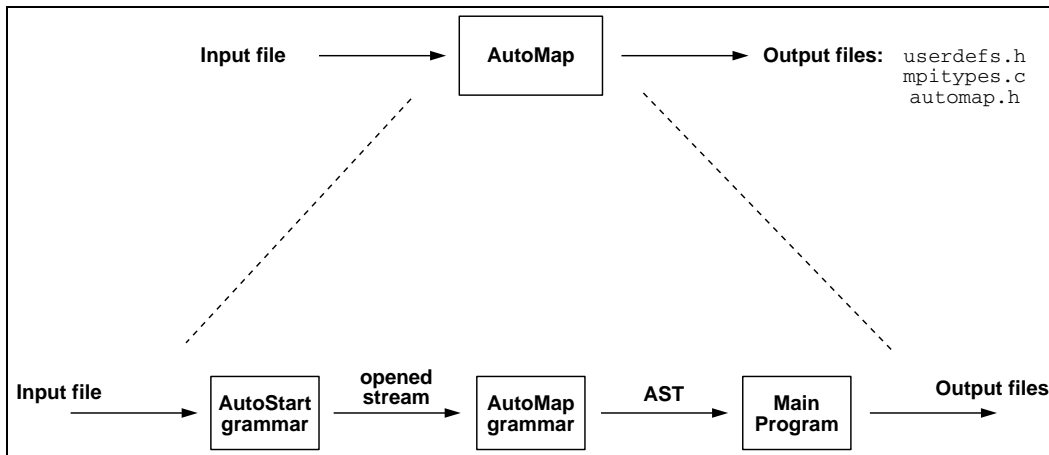 Input file
AutoMap
Output files: userdefs.h
mpitypes.c
automap.h
Input file
AutoStart
grammar
opened
stream
AutoMap
grammar
AST
Main
Program
Output files